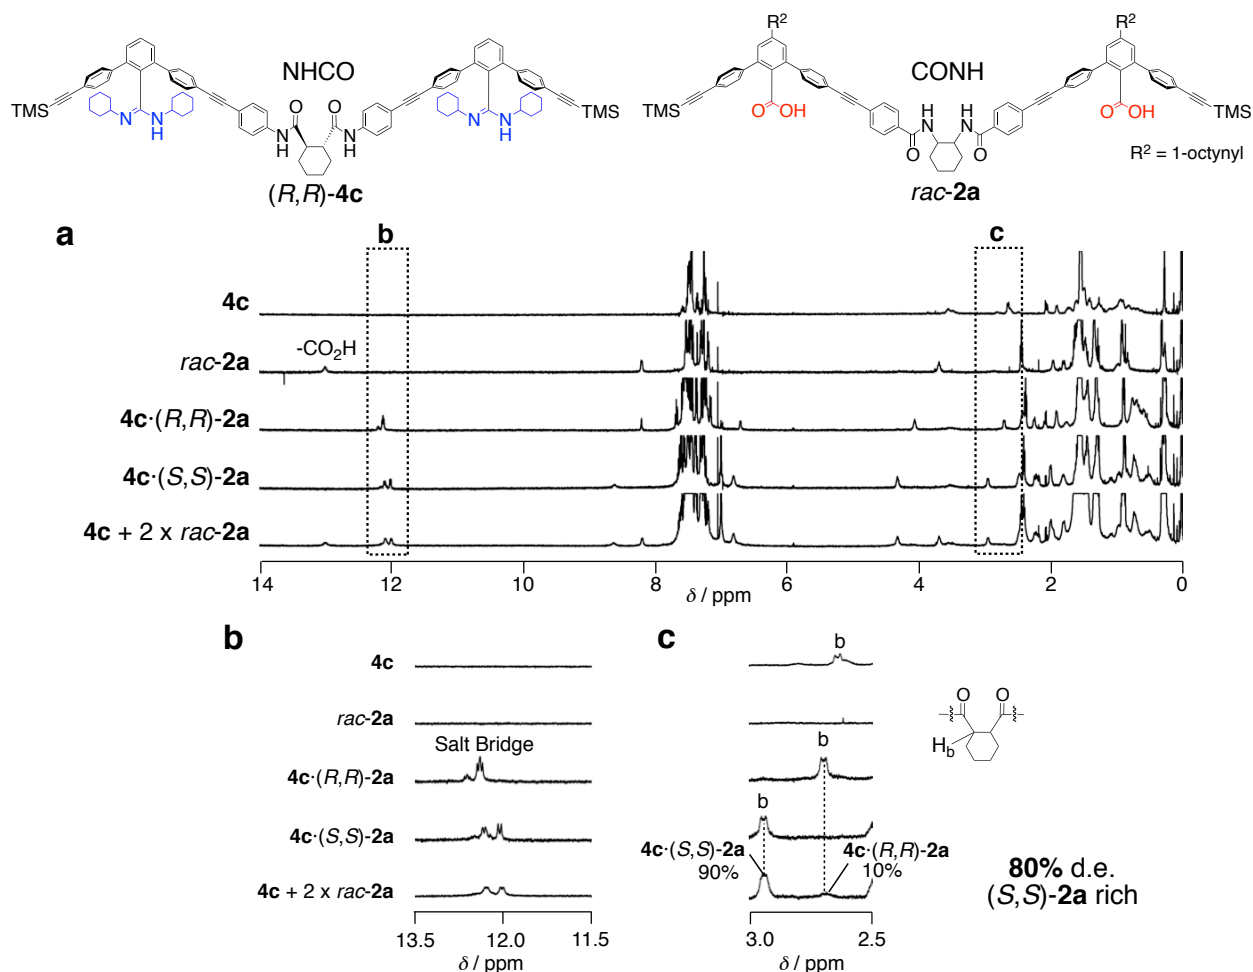 R²
R²
NHCO
CONH
TMS
N
N
H
O
O
NH
N
H
N
N
H
TMS
TMS
O
OH
O
H
N
H
N
O
O
OH
TMS
R² = 1-octynyl
(R,R)-4c
rac-2a
a
b
c
4c
-CO₂H
rac-2a
4c·(R,R)-2a
4c·(S,S)-2a
4c + 2 x rac-2a
14
12
10
8
6
4
2
0
δ / ppm
b
4c
rac-2a
Salt Bridge
4c·(R,R)-2a
4c·(S,S)-2a
4c + 2 x rac-2a
13.5
12.0
11.5
δ / ppm
c
b
b
b
4c·(S,S)-2a
90%
4c·(R,R)-2a
10%
3.0
2.5
δ / ppm
O
O
Hb
80% d.e.
(S,S)-2a rich